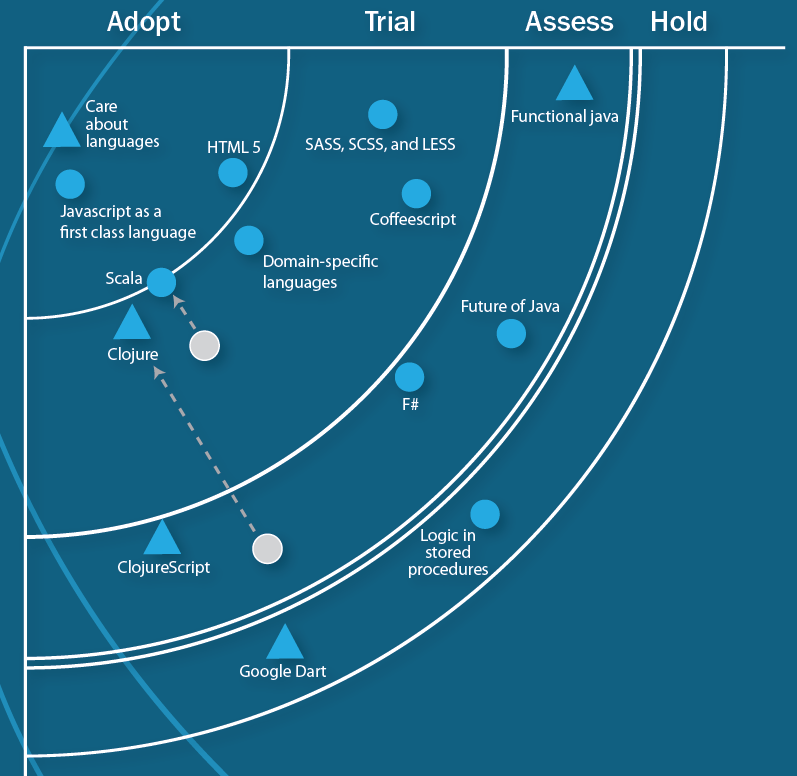 Adopt
Trial
Assess
Hold
Care
about
languages
HTML 5
SASS, SCSS, and LESS
Functional java
Javascript as a
first class language
Coffeescript
Domain-specific
languages
Scala
Future of Java
Clojure
F#
Logic in
stored
procedures
ClojureScript
Google Dart